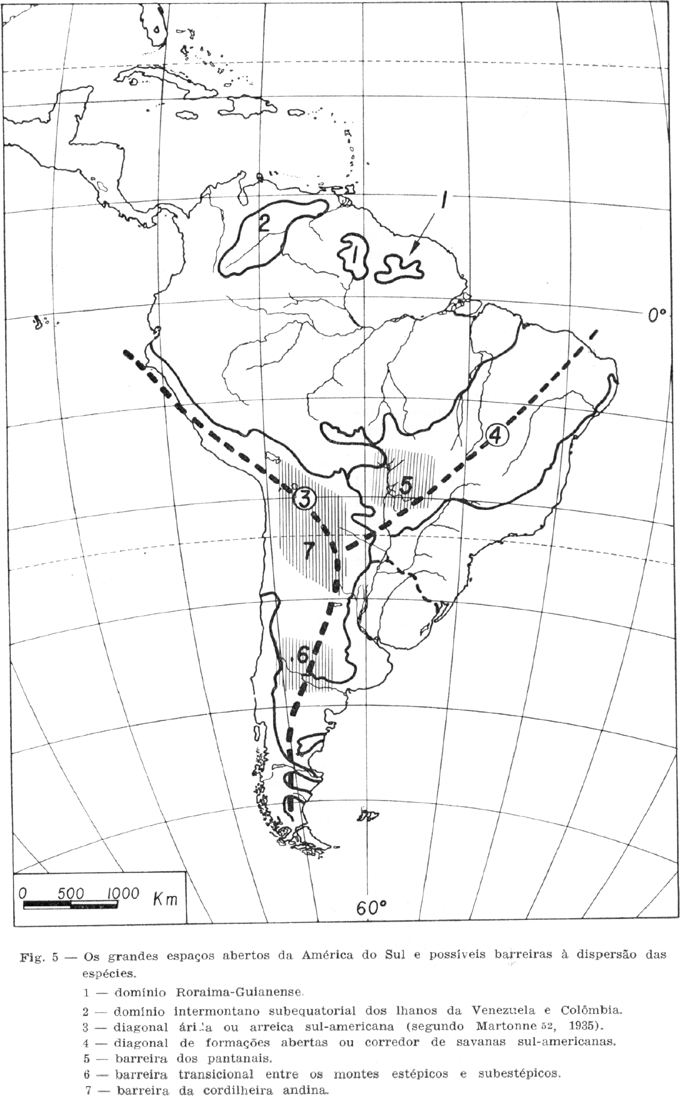 1
2
1
0°
4
5
3
7
6
0 500 1000 Km
60°
Fig. 5 — Os grandes espaços abertos da América do Sul e possíveis barreiras à dispersão das
espécies.
1 — domínio Roraima-Guianense.
2 — domínio intermontano subequatorial dos lhanos da Venezuela e Colômbia.
3 — diagonal ou arreica sul-americana (segundo Martonne 52, 1935).
4 — diagonal de formações abertas ou corredor de savanas sul-americanas.
5 — barreira dos pantanais.
6 — barreira transicional entre os montes estépicos e subestépicos.
7 — barreira da cordilheira andina.